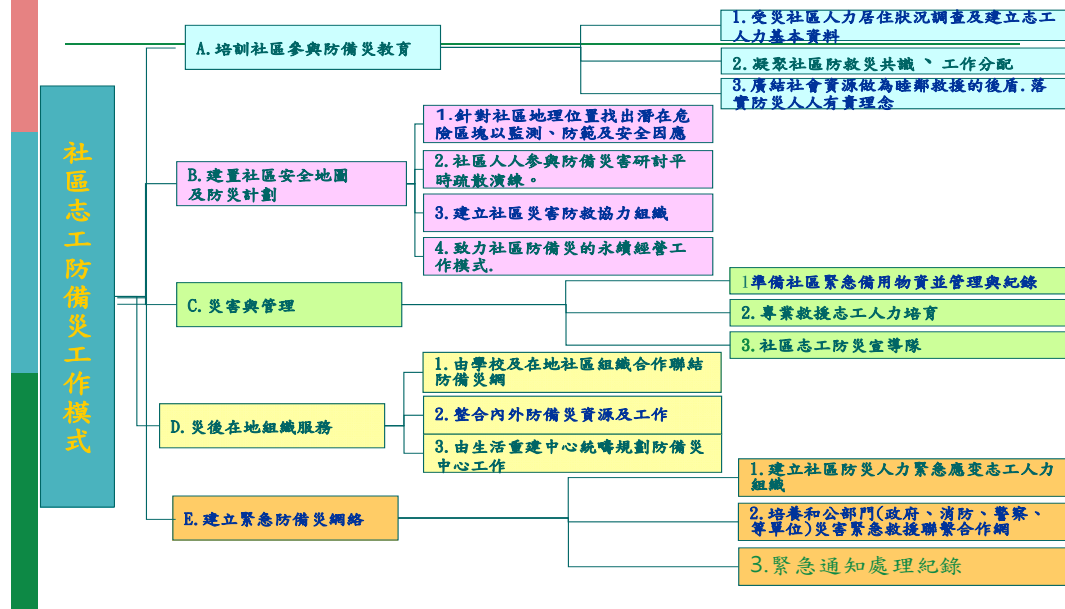 社區志工防備災工作模式
A.培訓社區參與防備災教育
1.受災社區人力居住狀況調查及建立志工
人力基本資料
2.凝聚社區防救災共識、工作分配
3.廣結社會資源做為睦鄰救援的後盾.落
實防災人人有責理念
B.建置社區安全地圖
及防災計劃
1.針對社區地理位置找出潛在危
險區塊以監測、防範及安全因應
2.社區人人參與防備災害研討平
時疏散演練。
3.建立社區災害防救協力組織
4.致力社區防備災的永續經營工
作模式.
C.災害與管理
1準備社區緊急備用物資並管理與紀錄
2.專業救援志工人力培育
3.社區志工防災宣導隊
D.災後在地組織服務
1.由學校及在地社區組織合作聯結
防備災網
2.整合內外防備災資源及工作
3.由生活重建中心統疇規劃防備災
中心工作
E.建立緊急防備災網絡
1.建立社區防災人力緊急應变志工人力
組織
2.培養和公部門(政府、消防、警察、
等單位)災害緊急救援聯繫合作網
3.緊急通知處理紀錄